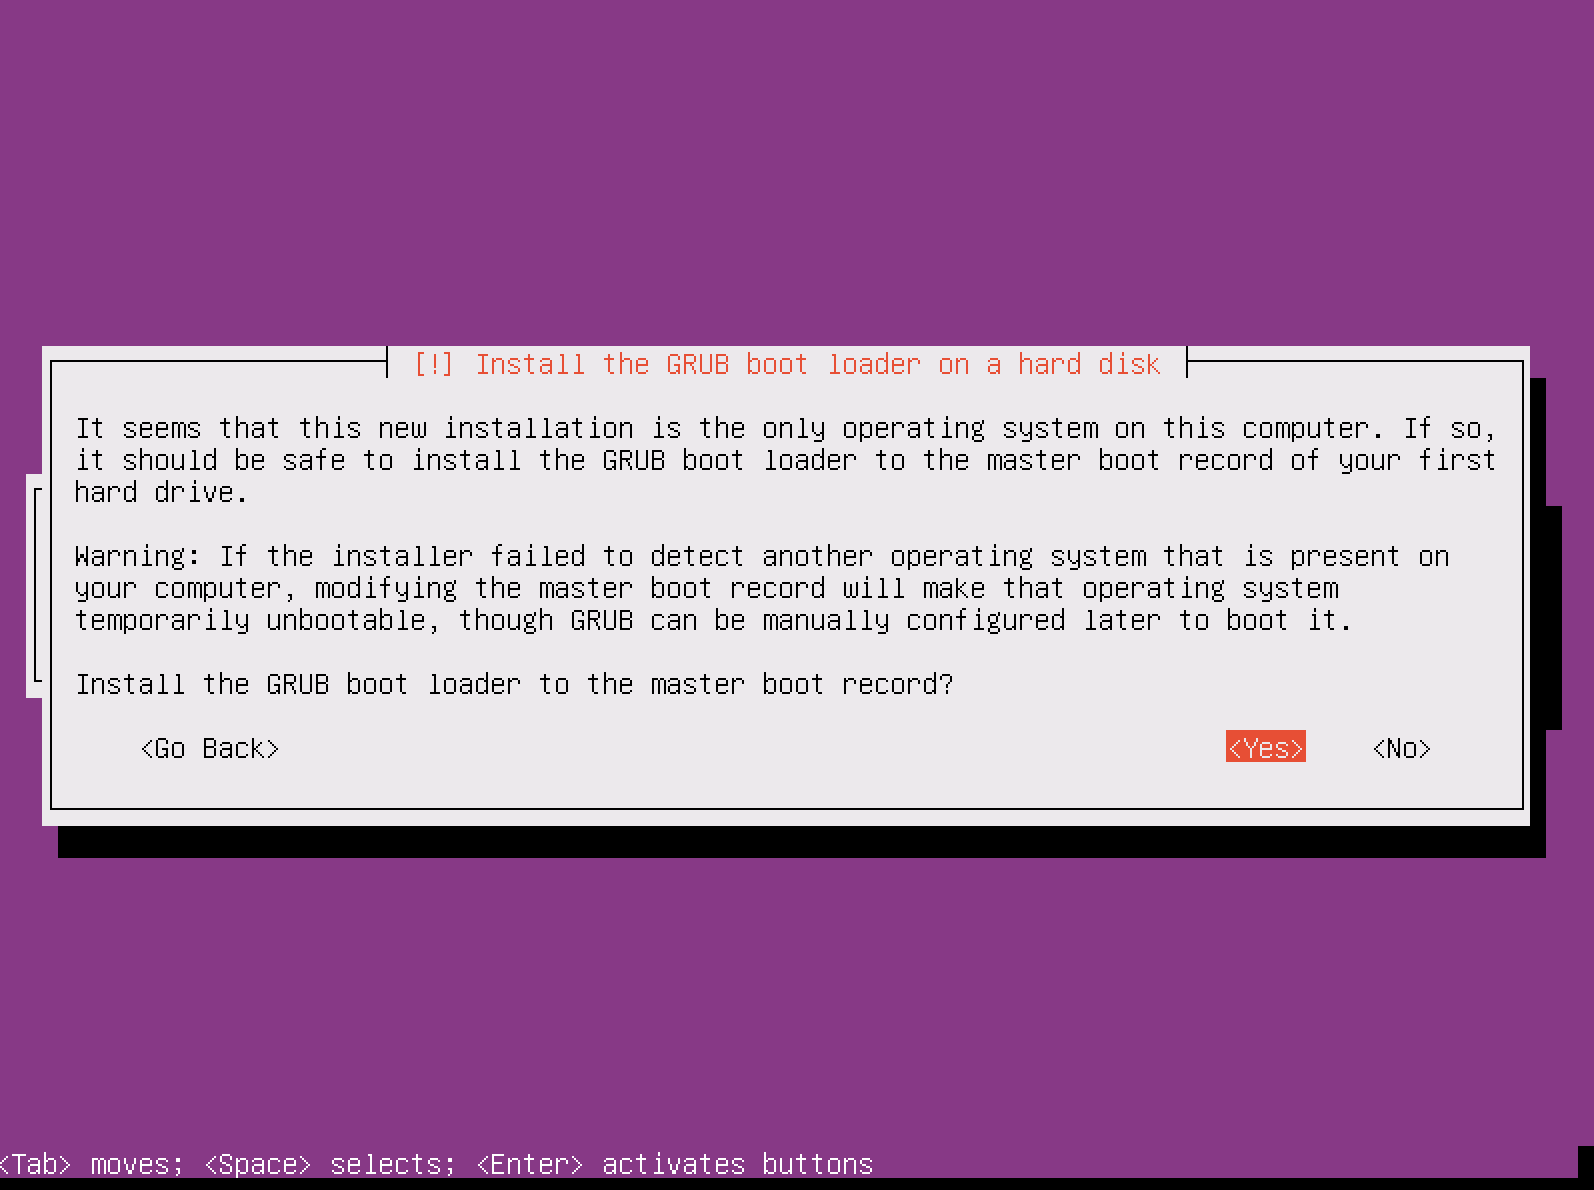 [!] Install the GRUB boot loader on a hard disk
It seems that this new installation is the only operating system on this computer. If so,
it should be safe to install the GRUB boot loader to the master boot record of your first
hard drive.
Warning: If the installer failed to detect another operating system that is present on
your computer, modifying the master boot record will make that operating system
temporarily unbootable, though GRUB can be manually configured later to boot it.
Install the GRUB boot loader to the master boot record?
<Go Back> <Yes> <No>
<Tab> moves; <Space> selects; <Enter> activates buttons